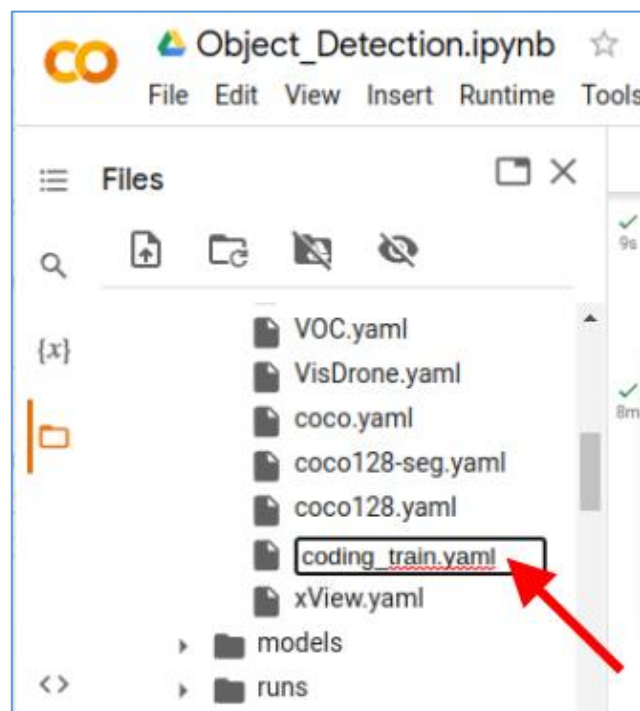 Object_Detection.ipynb
File Edit View Insert Runtime Tools
Files
9s
{x}
VOC.yaml
VisDrone.yaml
coco.yaml
8m
coco128-seg.yaml
coco128.yaml
coding_train.yaml
xView.yaml
models
<> runs